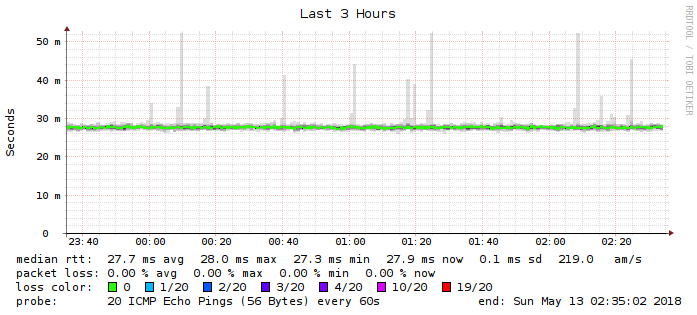 Last 3 Hours
RRDTOOL / TOBI OETIKER
Seconds
50 m
40 m
30 m
20 m
10 m
0
23:40 00:00 00:20 00:40 01:00 01:20 01:40 02:00 02:20
median rtt: 27.7 ms avg 28.0 ms max 27.3 ms min 27.9 ms now 0.1 ms sd 219.0 am/s
packet loss: 0.00 % avg 0.00 % max 0.00 % min 0.00 % now
loss color: 0 1/20 2/20 3/20 4/20 10/20 19/20
probe: 20 ICMP Echo Pings (56 Bytes) every 60s end: Sun May 13 02:35:02 2018